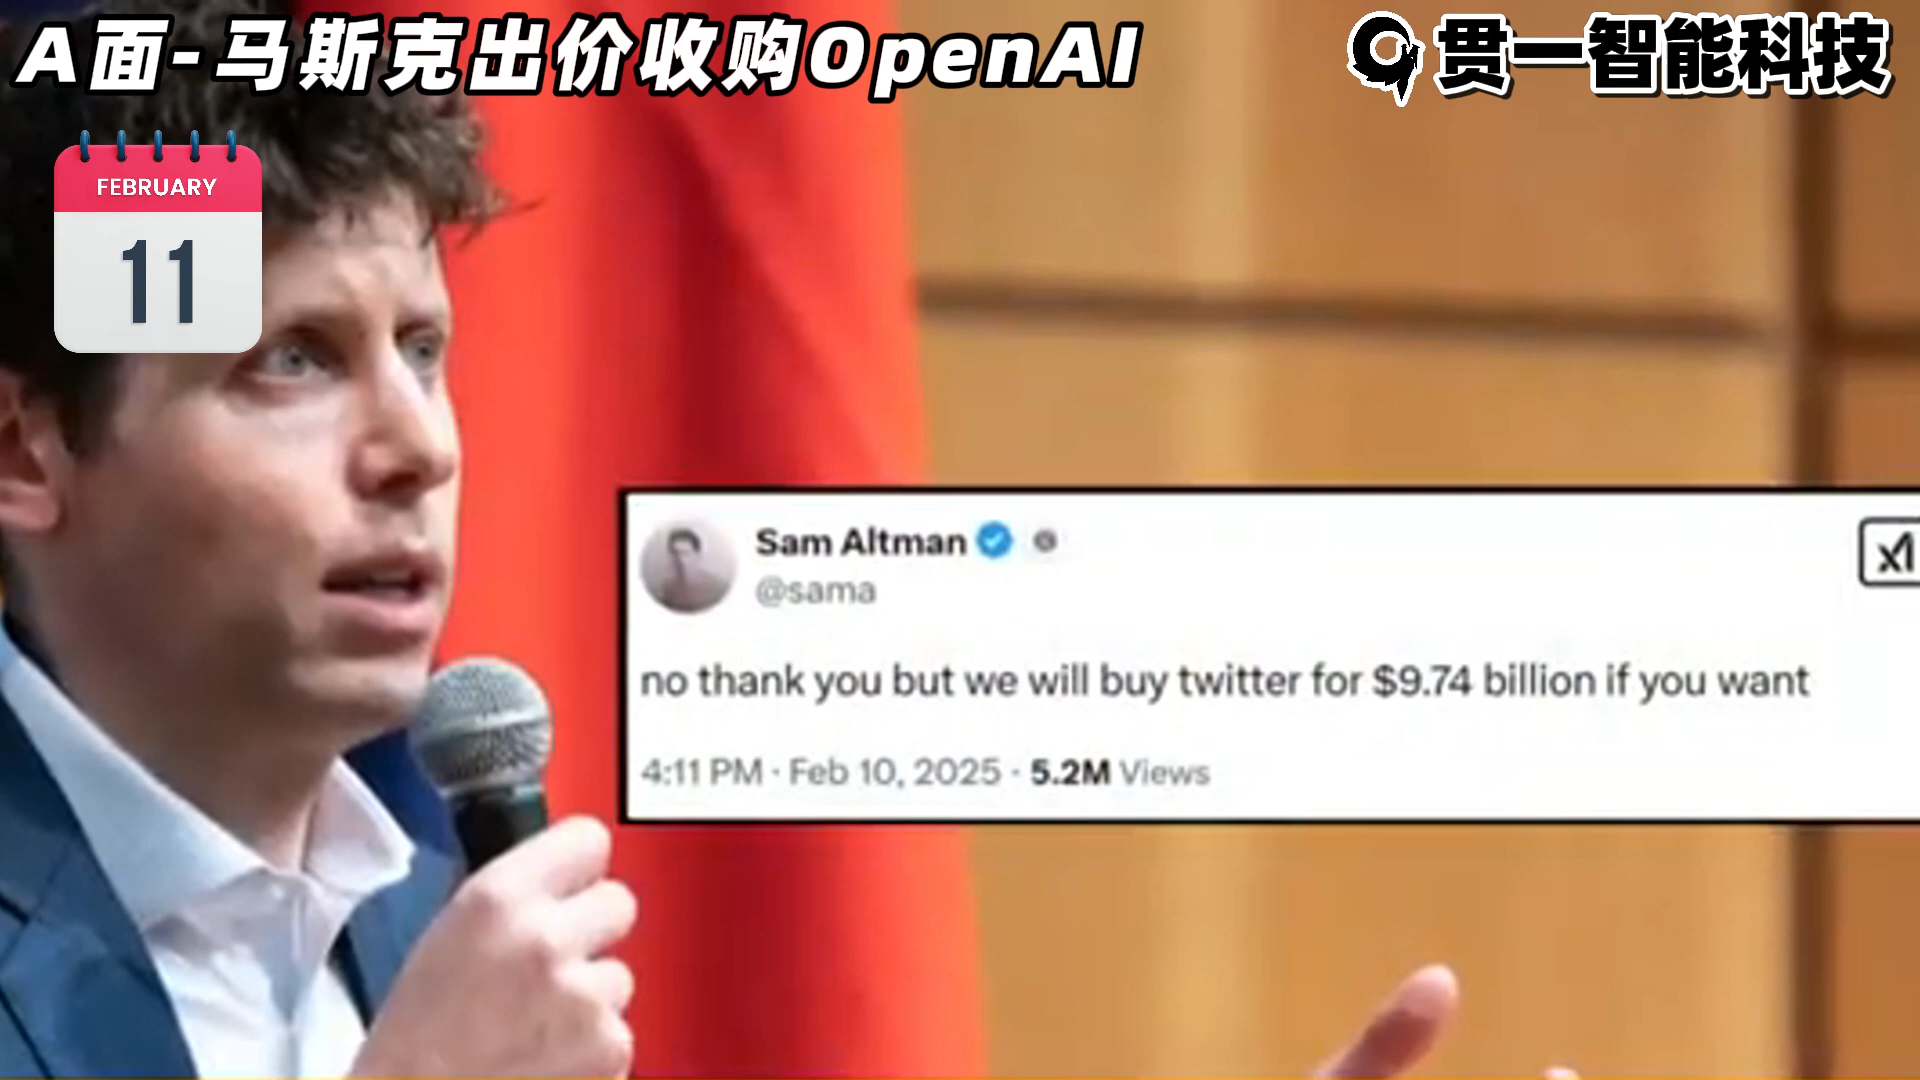 A面-马斯克出价收购OpenAI
贯一智能科技
FEBRUARY
11
Sam Altman
@sama
no thank you but we will buy twitter for $9.74 billion if you want
4:11 PM · Feb 10, 2025 · 5.2M Views